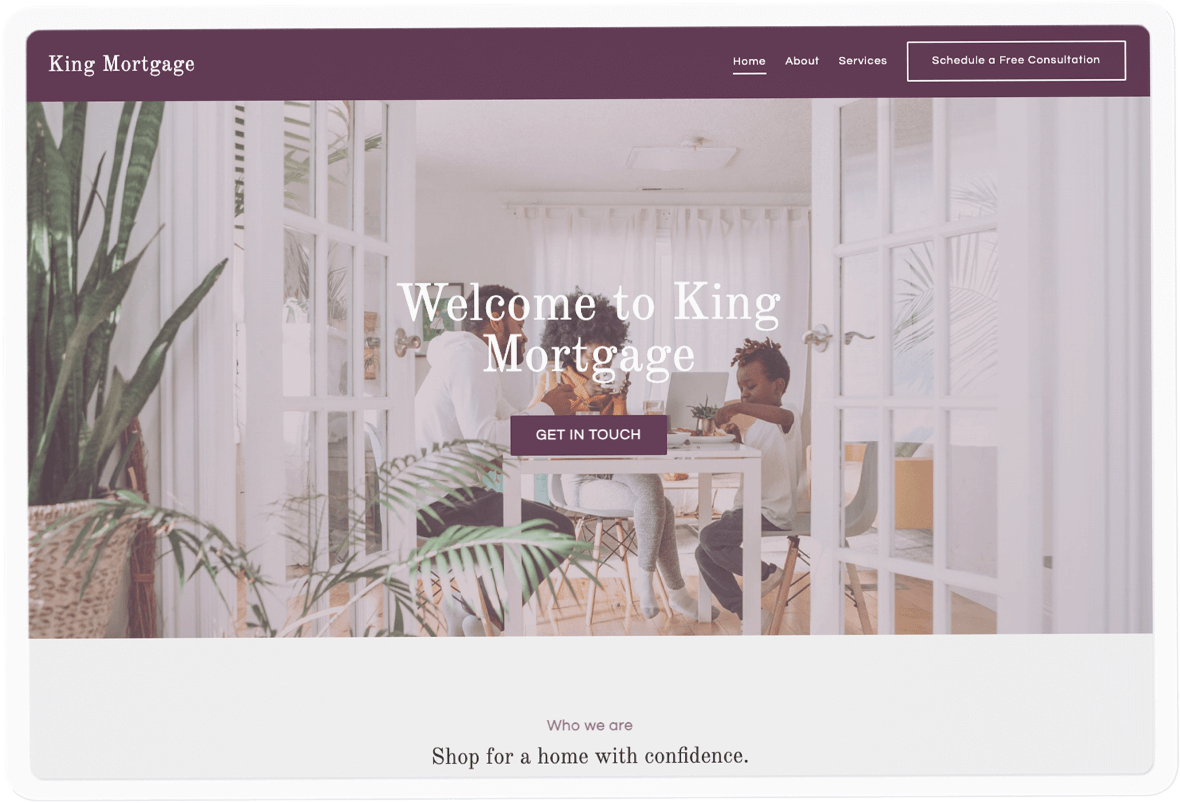 King Mortgage
Home
About
Services
Schedule a Free Consultation
Welcome to King
Mortgage
GET IN TOUCH
Who we are
Shop for a home with confidence.